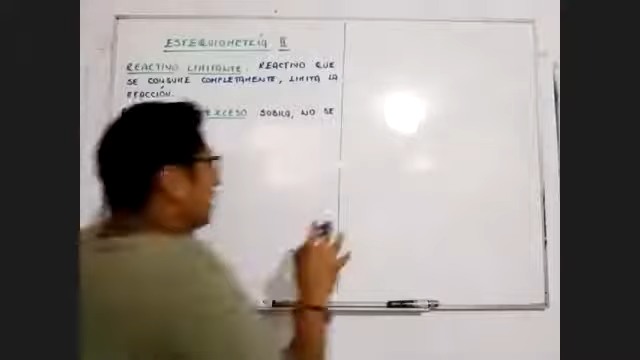 ESTEQUIOMETRÍA II
REACTIVO LIMITANTE: REACTIVO QUE
SE CONSUME COMPLETAMENTE, LIMITA LA
REACCIÓN.
EXCESO SOBRA, NO SE